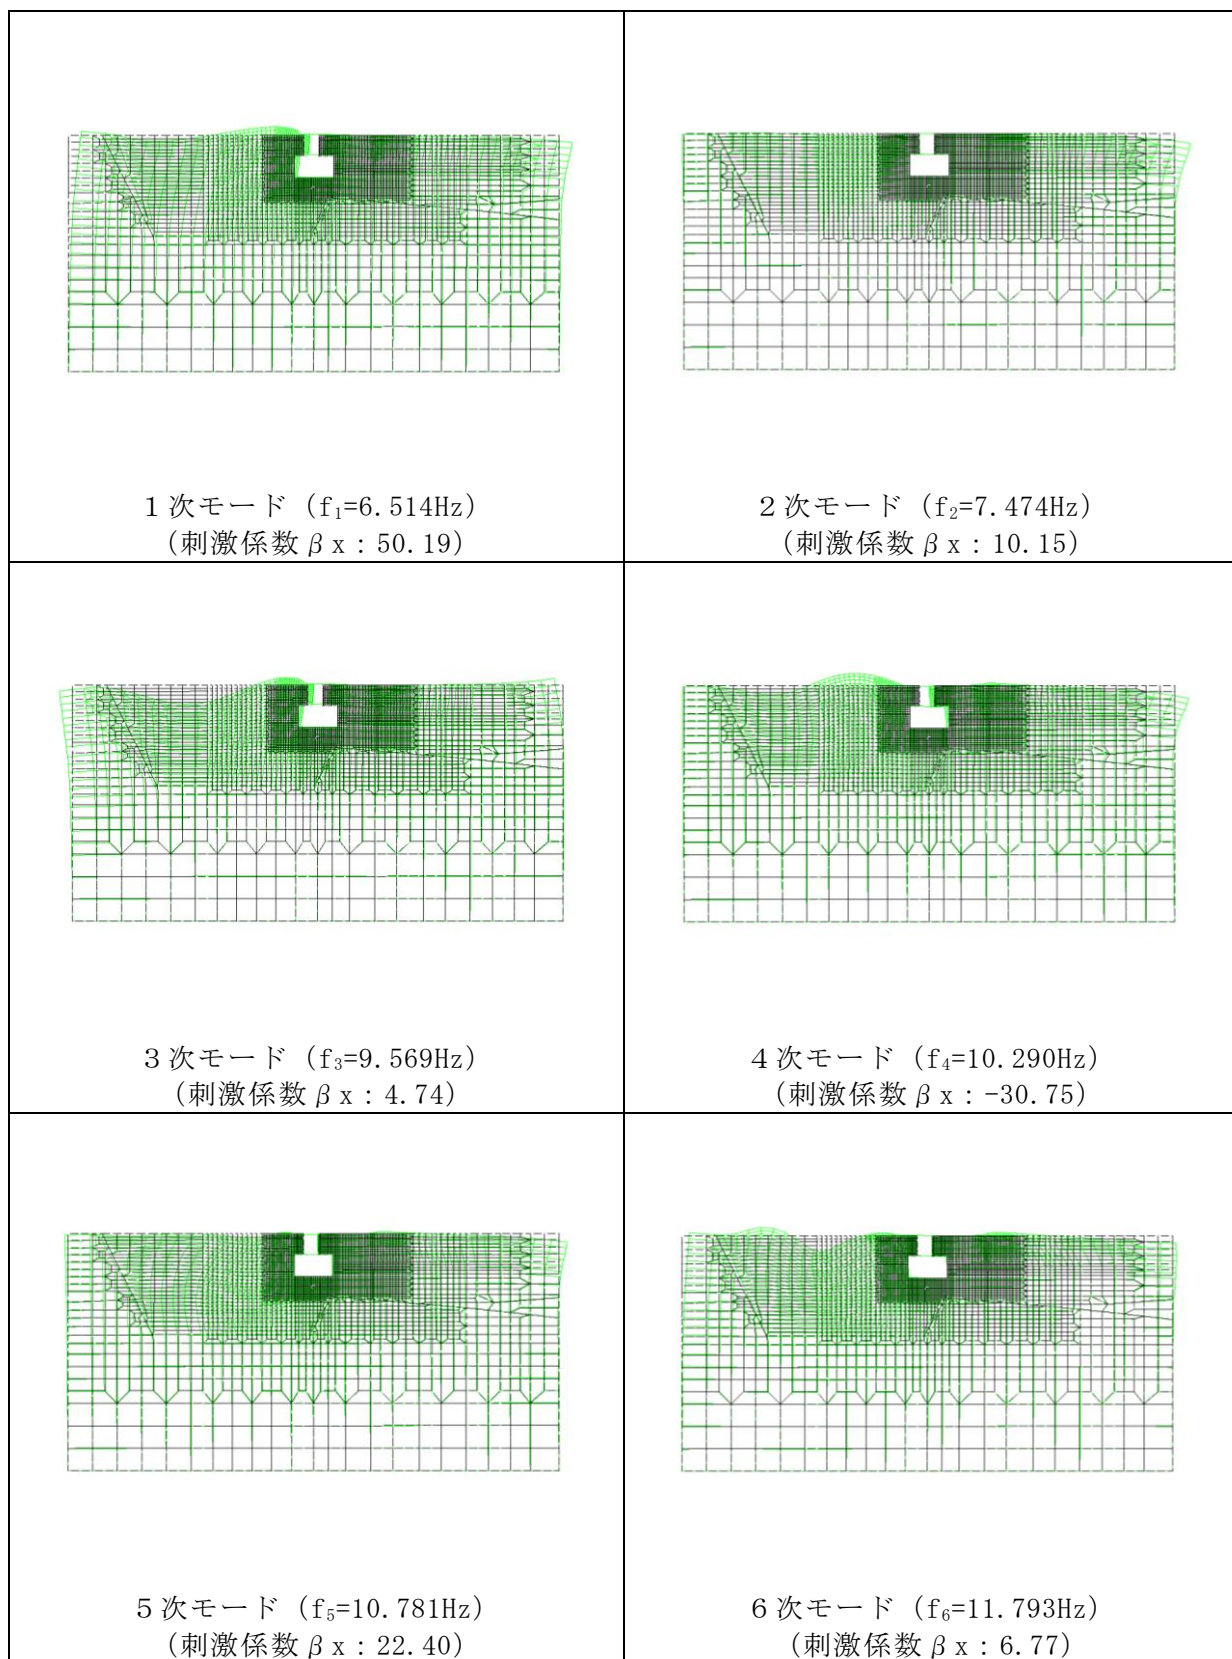 １次モード（f₁=6.514Hz）
（刺激係数βx：50.19）
２次モード（f₂=7.474Hz）
（刺激係数βx：10.15）
３次モード（f₃=9.569Hz）
（刺激係数βx：4.74）
４次モード（f₄=10.290Hz）
（刺激係数βx：-30.75）
５次モード（f₅=10.781Hz）
（刺激係数βx：22.40）
６次モード（f₆=11.793Hz）
（刺激係数βx：6.77）